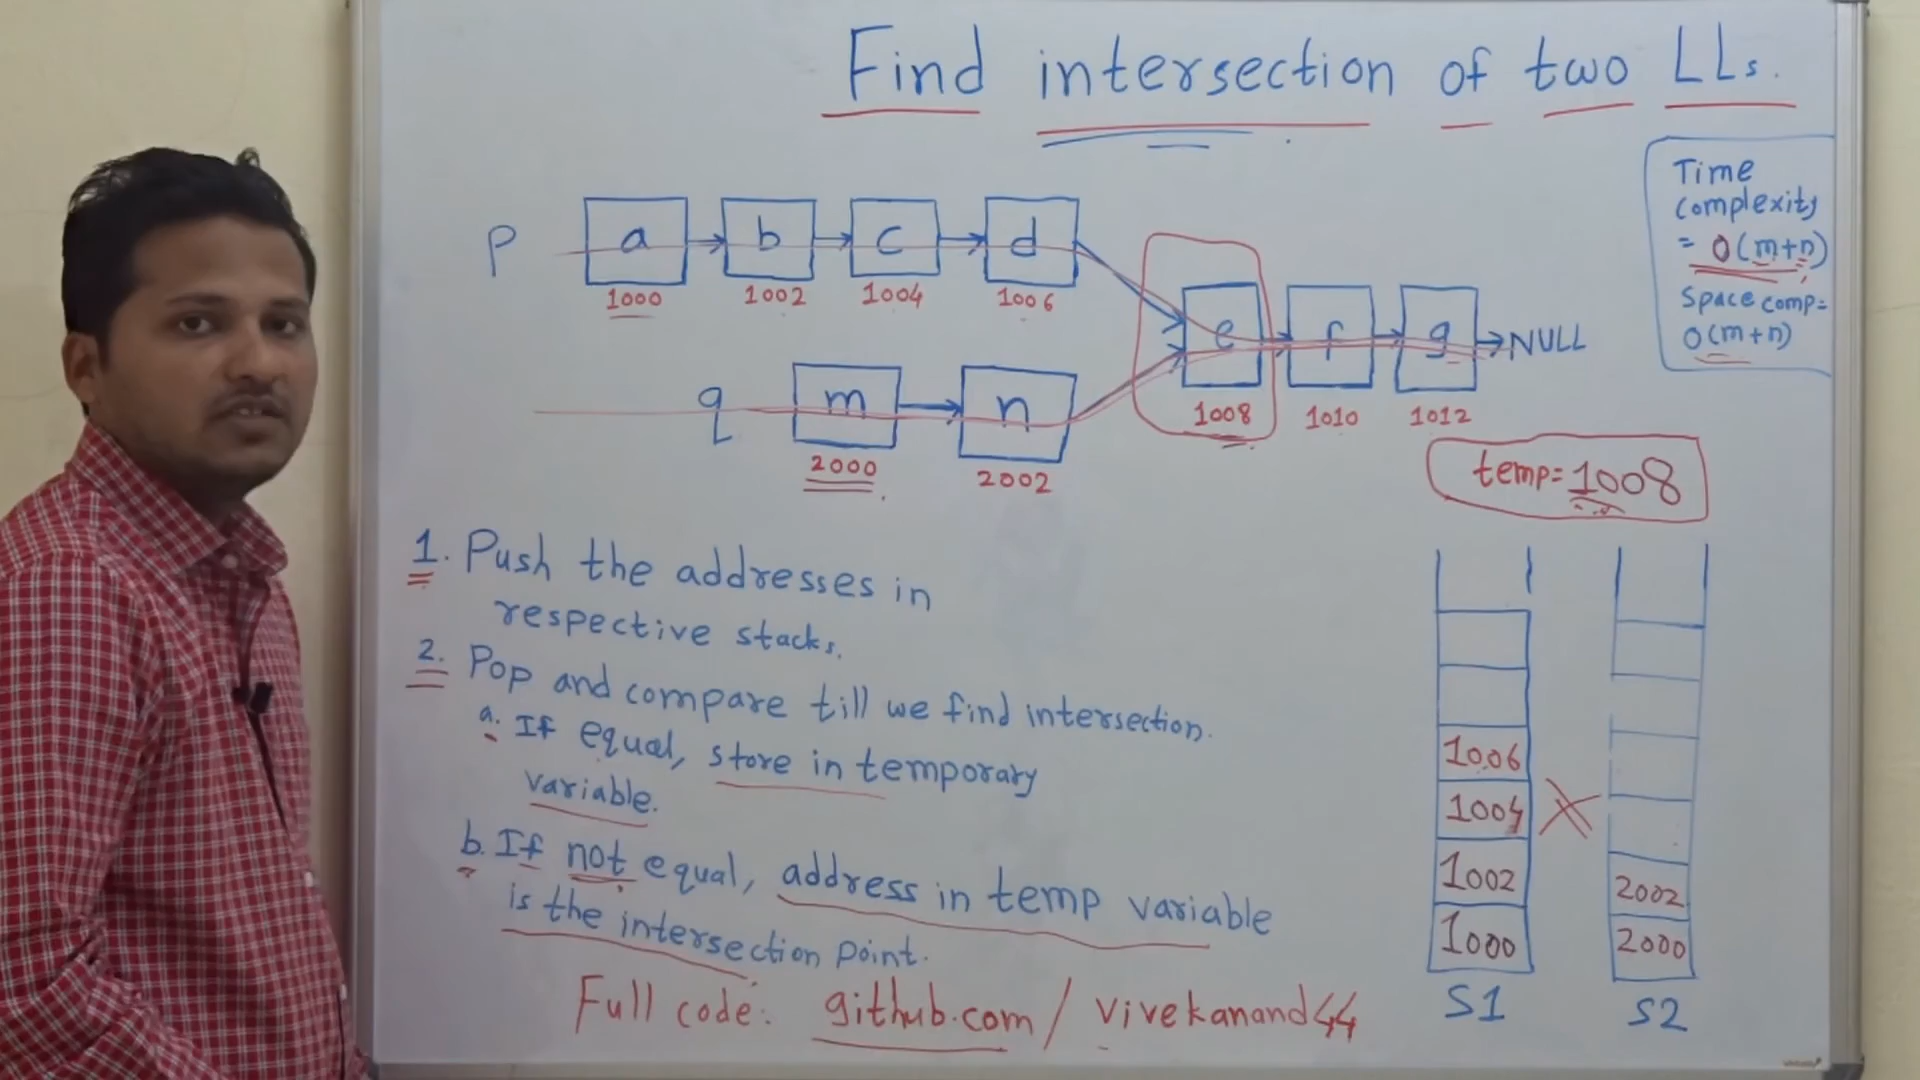 Find intersection of two LLs.
Time
complexity
= O(m+n)
Space comp=
O(m+n)
P
a
b
c
d
1000
1002
1004
1006
e
f
g
NULL
1008
1010
1012
q
m
n
2000
2002
temp=1008
1. Push the addresses in
respective stacks.
2. Pop and compare till we find intersection.
a. If equal, store in temporary
variable.
b. If not equal, address in temp variable
is the intersection point.
Full code: github.com/vivekanand44
1006
1004
1002
1000
S1
2002
2000
S2